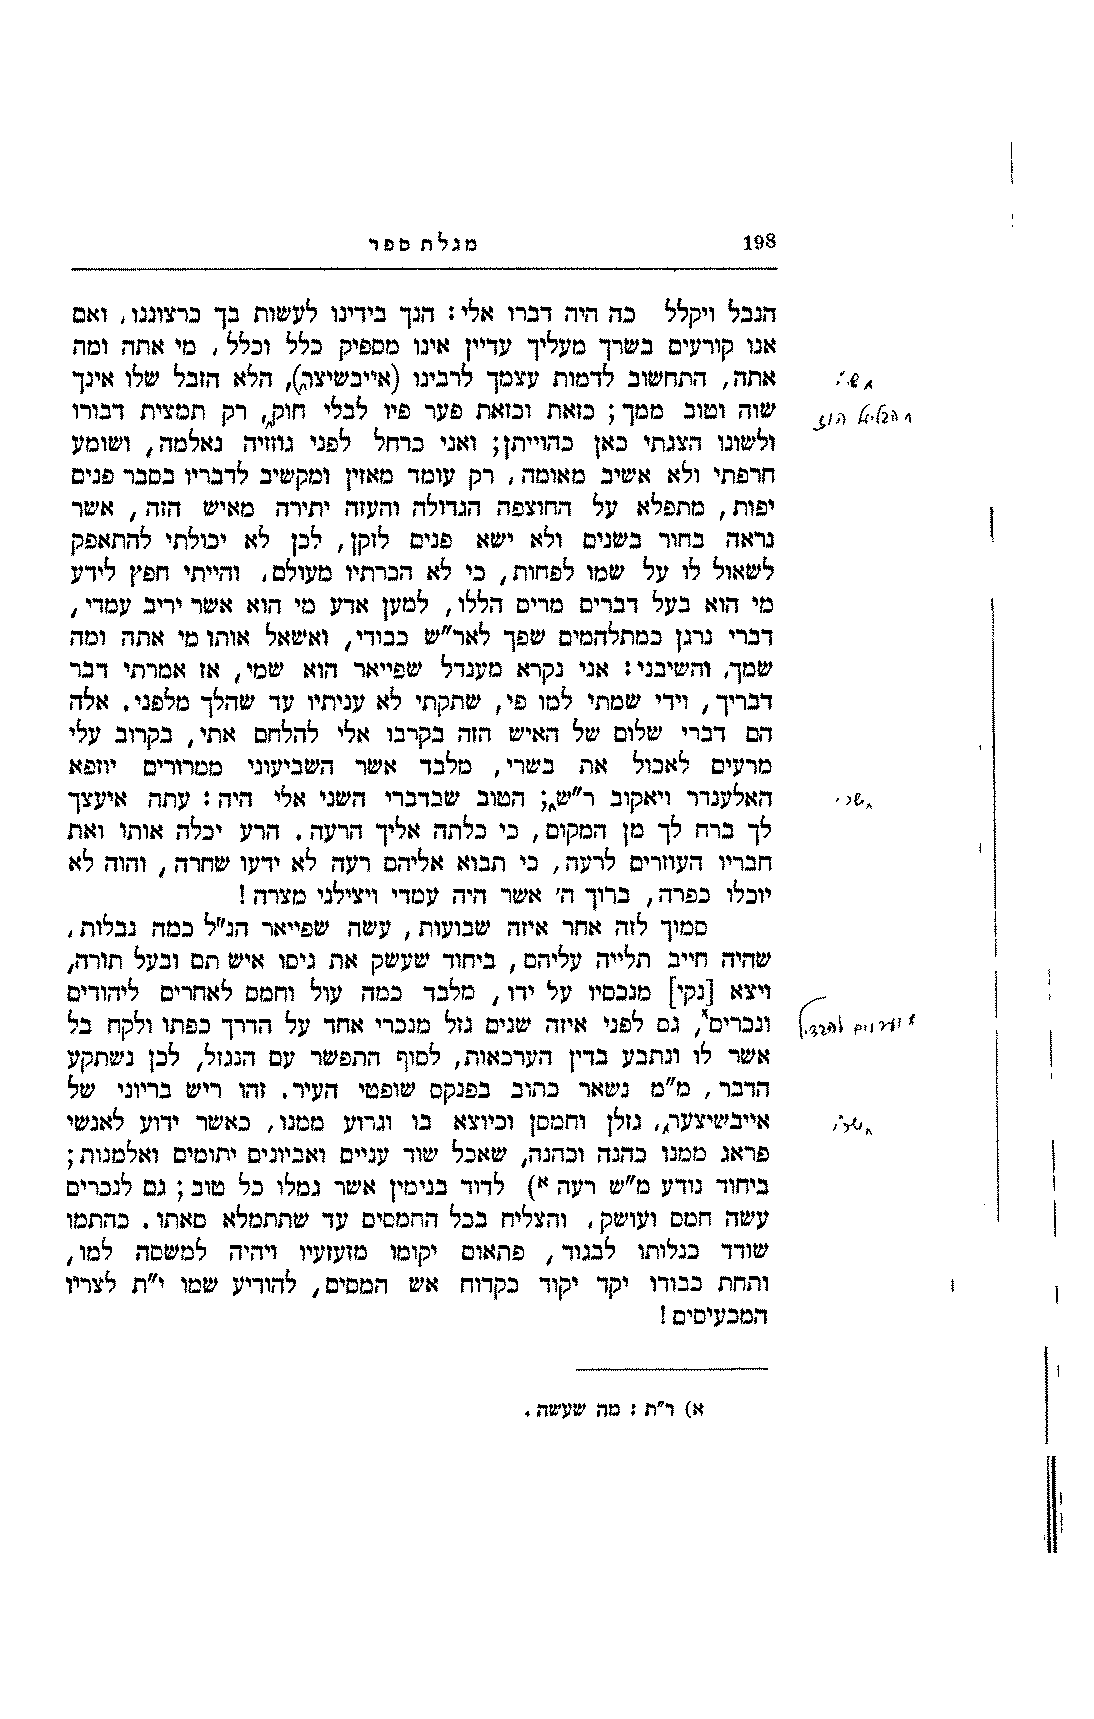 198
מגלת ספר
הנבל ויקלל כה היה דברו אלי: הנך בידינו לעשות בך כרצוננו, ואם
אנו קורעים בשרך מעליך עדיין אינו מספיק כלל וכלל, מי אתה ומה
אתה, התחשוב לדמות עצמך לרבינו (אייבשיצר), הלא הזבל שלו אינך
שוה וטוב ממך; כזאת וכזאת פער פיו לבלי חוק, רק תמצית דבורו
ולשונו הצגתי כאן כהוייתן; ואני כרחל לפני גוזזיה נאלמה, ושומע
חרפתי ולא אשיב מאומה, רק עומד מאזין ומקשיב לדבריו בסבר פנים
יפות, מתפלא על החוצפה הגדולה והעזה יתירה מאיש הזה, אשר
נראה בחור בשנים ולא ישא פנים לזקן, לכן לא יכולתי להתאפק
לשאול לו על שמו לפחות, כי לא הכרתיו מעולם, והייתי חפץ לידע
מי הוא בעל דברים מרים הללו, למען אדע מי הוא אשר יריב עמדי,
דברי נרגן כמתלהמים שפך לאר"ש כבודי, ואשאל אותו מי אתה ומה
שמך, והשיבני: אני נקרא מענדל שפייאר הוא שמי, אז אמרתי דבר
דבריך, וידי שמתי למו פי, שתקתי לא עניתיו עד שהלך מלפני. אלה
הם דברי שלום של האיש הזה בקרבו אלי להלחם אתי, בקרוב עלי
מרעים לאכול את בשרי, מלבד אשר השביעוני ממרורים יוזפא
האלענדר ויאקוב ר"ש; הטוב שבדברי השני אלי היה: עתה איעצך
לך ברח לך מן המקום, כי כלתה אליך הרעה. הרע יכלה אותו ואת
חבריו העוזרים לרעה, כי תבוא אליהם רעה לא ידעו שחרה, והוה לא
יוכלו כפרה, ברוך ה' אשר היה עמדי ויצילני מצרה!
סמוך לזה אחר איזה שבועות, עשה שפייאר הנ"ל כמה נבלות,
שהיה חייב תלייה עליהם, ביחוד שעשק את גיסו איש תם ובעל תורה,
ויצא [נקי] מנכסיו על ידו, מלבד כמה עול וחמס לאחרים ליהודים
ונכרים, גם לפני איזה שנים גזל מנכרי אחד על הדרך כפתו ולקח כל
אשר לו ונתבע בדין הערכאות, לסוף התפשר עם הנגזל, לכן נשתקע
הדבר, מ"מ נשאר כתוב בפנקס שופטי העיר. זהו ריש בריוני של
אייבשיצער, גזלן וחמסן וכיוצא בו וגרוע ממנו, כאשר ידוע לאנשי
פראג ממנו כהנה וכהנה, שאכל שור עניים ואביונים יתומים ואלמנות;
ביחוד נודע מ"ש רעה א) לדוד בנימין אשר גמלו כל טוב; גם לנכרים
עשה חמס ועושק, והצליח בכל החמסים עד שתתמלא סאתו. כהתמו
שודד כנלותו לבגוד, פתאום יקומו מזעזעיו ויהיה למשסה למו,
ותחת כבודו יקד יקוד כקדוח אש המסים, להודיע שמו י"ת לצריו
המכעיסים!
א) ר"ת: מה שעשה.